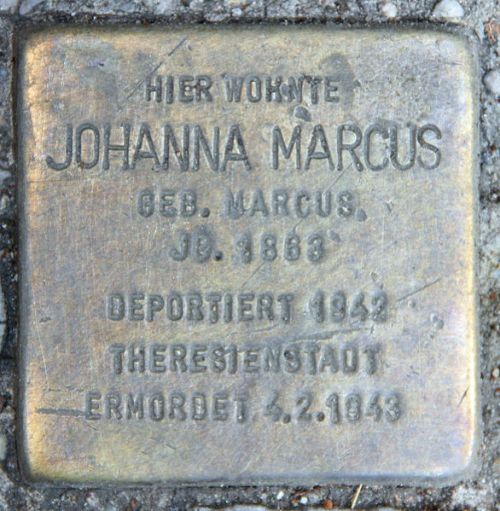 HIER WOHNTE
JOHANNA MARCUS
GEB. MARCUS
JG. 1863
DEPORTIERT 1942
THERESIENSTADT
ERMORDET 4.2.1943